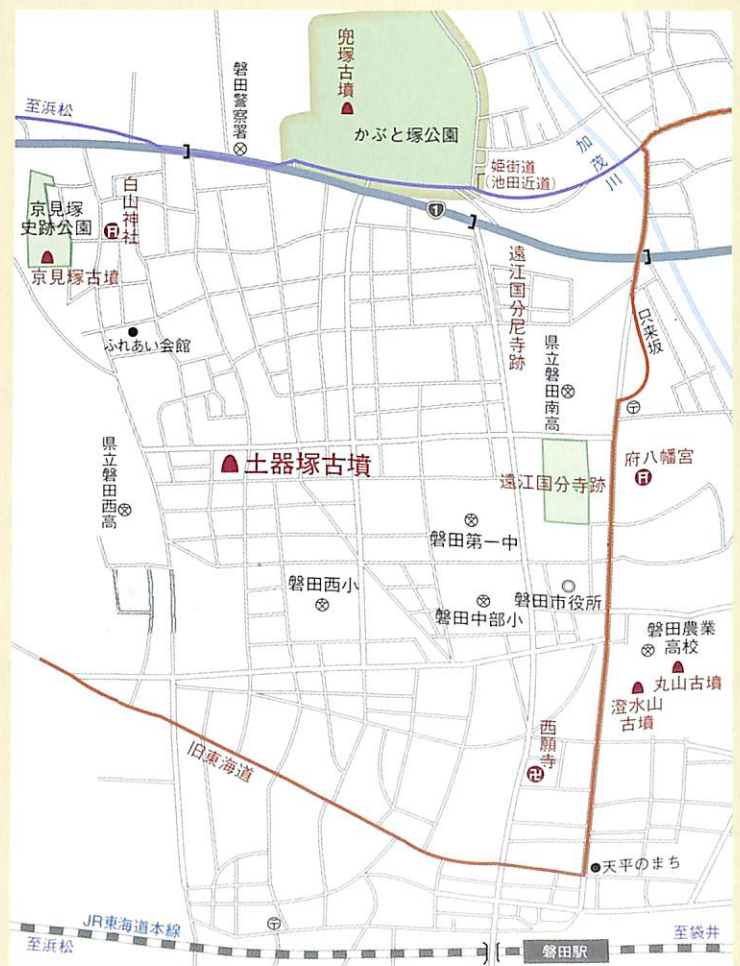 兜塚古墳
磐田警察署
至浜松
かぶと塚公園
加茂川
姫街道
(池田近道)
白山神社
京見塚
史跡公園
1
京見塚古墳
遠江国分尼寺跡
只来坂
ふれあい会館
県立磐田南高
県立磐田西高
土器塚古墳
府八幡宮
遠江国分寺跡
磐田第一中
磐田西小
磐田市役所
磐田中部小
磐田農業
高校
丸山古墳
澄水山
古墳
西願寺
旧東海道
天平のまち
JR東海道本線
至浜松
磐田駅
至袋井